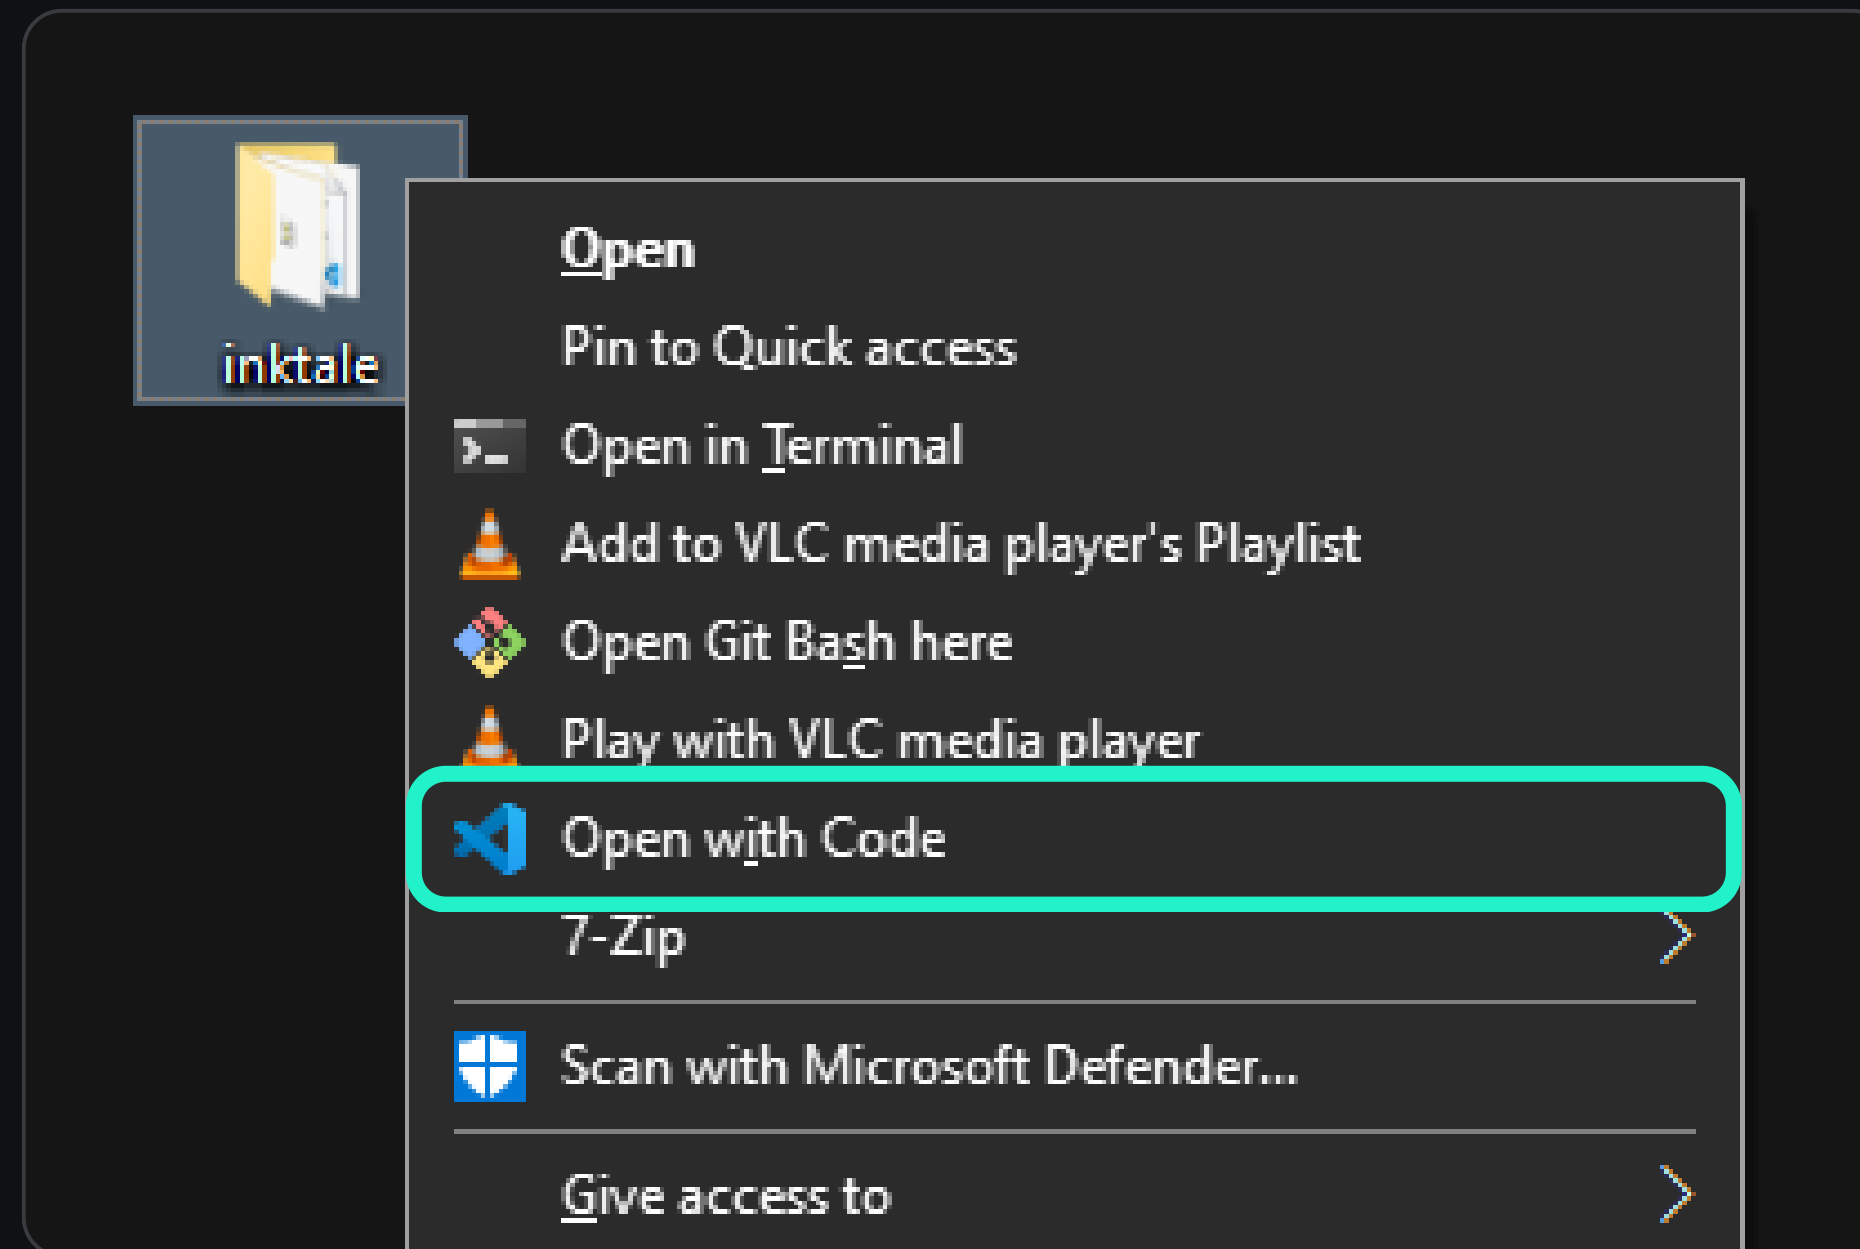 inktale
Open
Pin to Quick access
Open in Terminal
Add to VLC media player's Playlist
Open Git Bash here
Play with VLC media player
Open with Code
7-Zip
Scan with Microsoft Defender...
Give access to